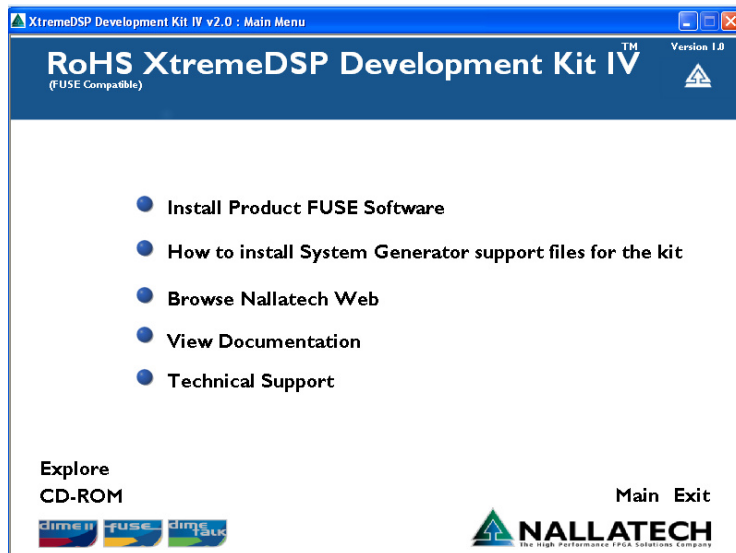 XtremeDSP Development Kit IV v2.0 : Main Menu
RoHS XtremeDSP Development Kit IV™
Version 1.0
(FUSE Compatible)
Install Product FUSE Software
How to install System Generator support files for the kit
Browse Nallatech Web
View Documentation
Technical Support
Explore
CD-ROM
Main Exit
dime II
FUSE
dime TALK
NALLATECH
The High Performance FPGA Solutions Company